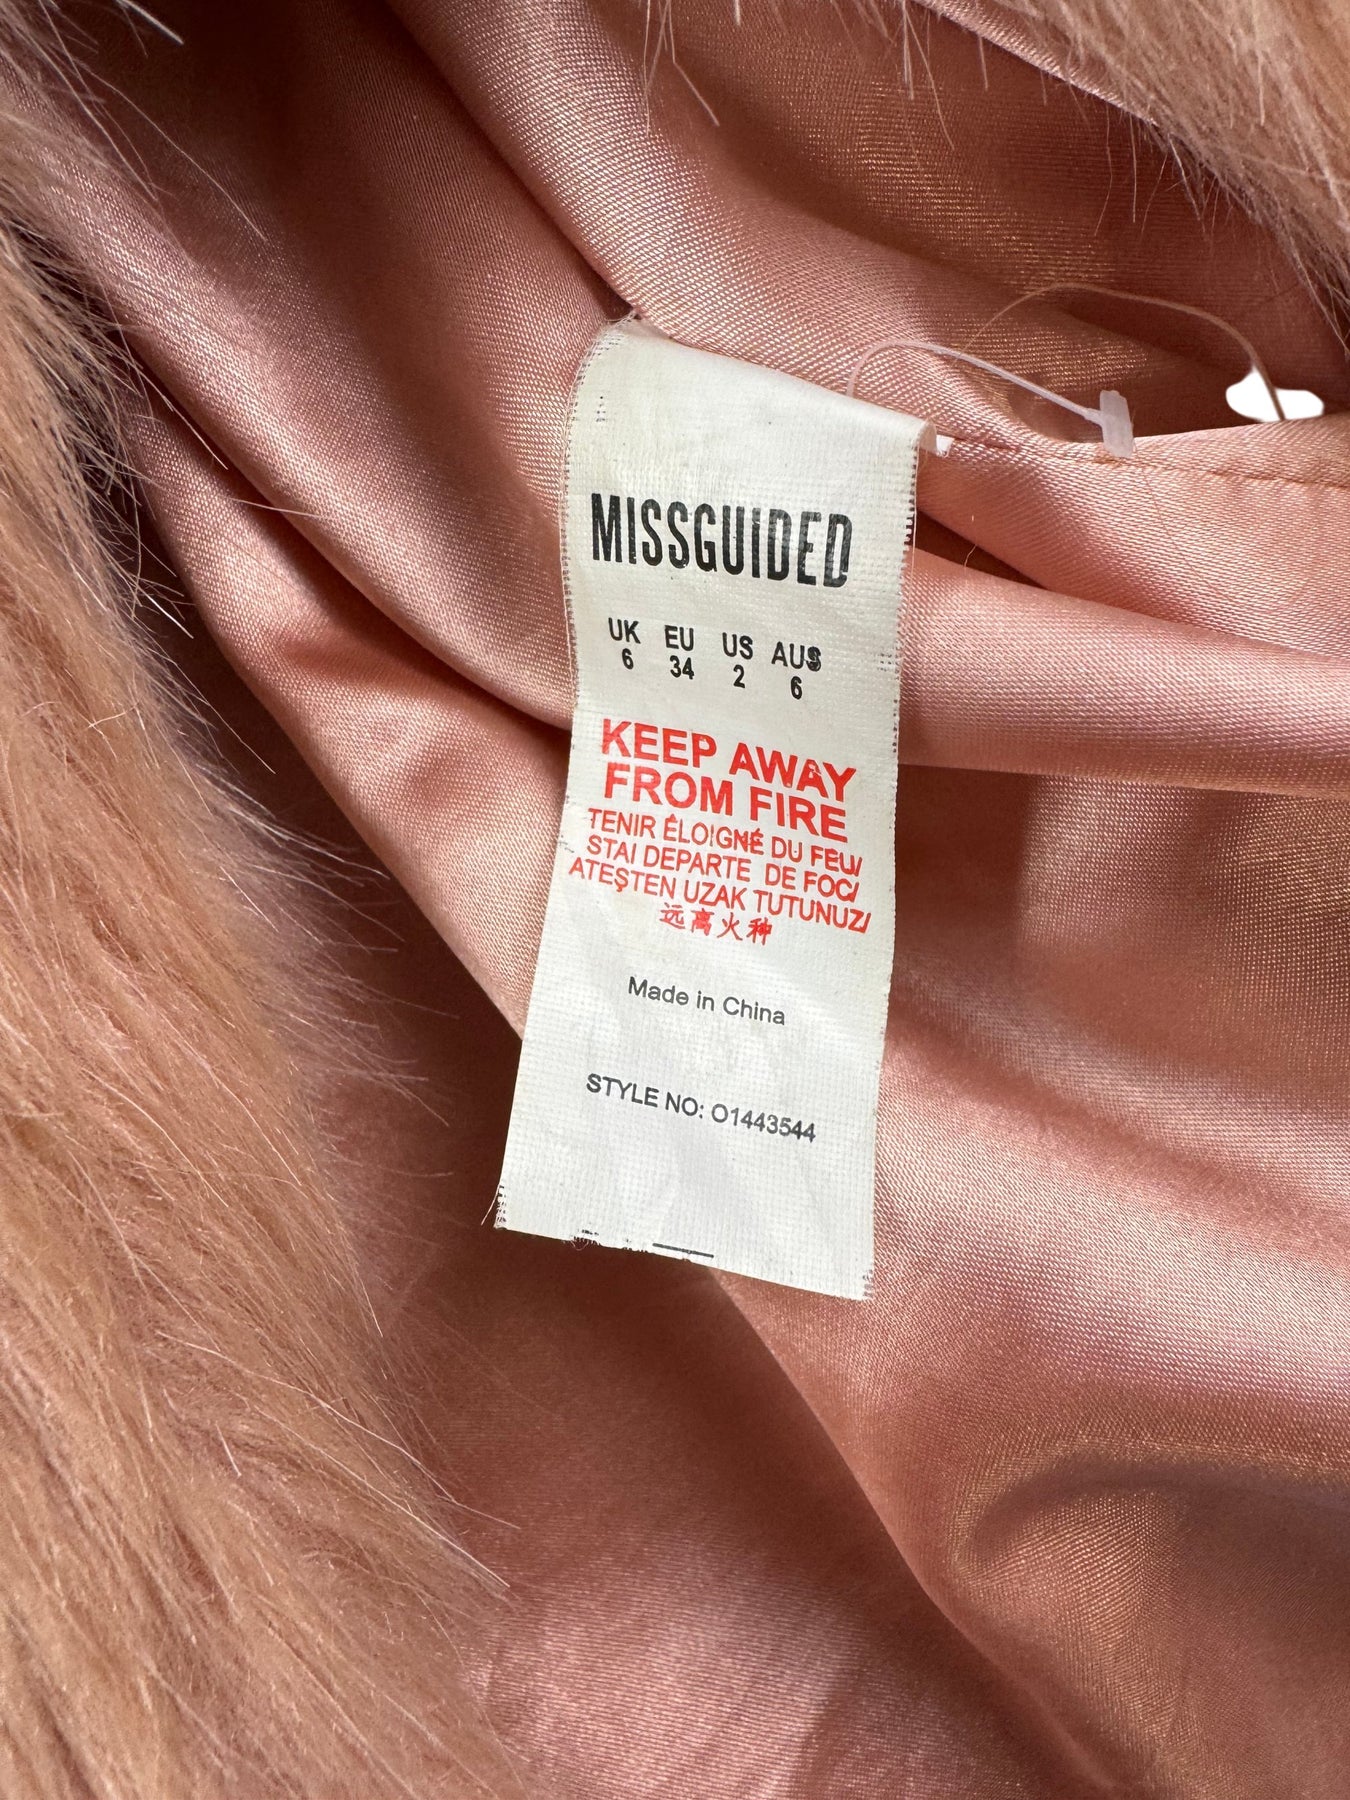 MISSGUIDED
UK EU US AUS
6 34 2 6
KEEP AWAY
FROM FIRE
TENIR ÉLOIGNÉ DU FEU/
STAI DEPARTE DE FOC/
ATEŞTEN UZAK TUTUNUZ/
远离火种
Made in China
STYLE NO: O1443544